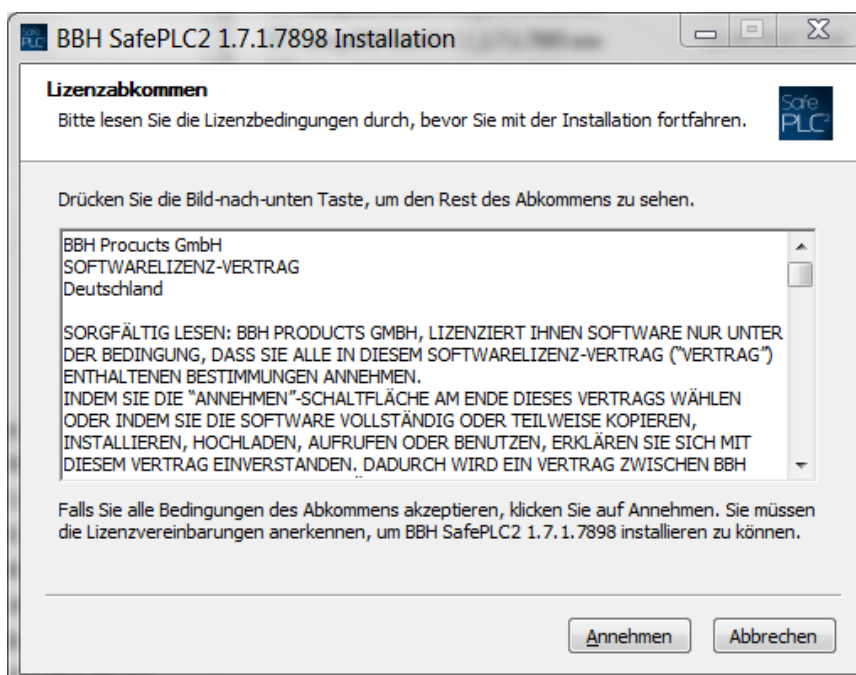 BBH SafePLC2 1.7.1.7898 Installation
Lizenzabkommen
Bitte lesen Sie die Lizenzbedingungen durch, bevor Sie mit der Installation fortfahren.
Safe
PLC²
Drücken Sie die Bild-nach-unten Taste, um den Rest des Abkommens zu sehen.
BBH Procucts GmbH
SOFTWARELIZENZ-VERTRAG
Deutschland
SORGFÄLTIG LESEN: BBH PRODUCTS GMBH, LIZENZIERT IHNEN SOFTWARE NUR UNTER
DER BEDINGUNG, DASS SIE ALLE IN DIESEM SOFTWARELIZENZ-VERTRAG ("VERTRAG")
ENTHALTENEN BESTIMMUNGEN ANNEHMEN.
INDEM SIE DIE "ANNEHMEN"-SCHALTFLÄCHE AM ENDE DIESES VERTRAGS WÄHLEN
ODER INDEM SIE DIE SOFTWARE VOLLSTÄNDIG ODER TEILWEISE KOPIEREN,
INSTALLIEREN, HOCHLADEN, AUFRUFEN ODER BENUTZEN, ERKLÄREN SIE SICH MIT
DIESEM VERTRAG EINVERSTANDEN. DADURCH WIRD EIN VERTRAG ZWISCHEN BBH
Falls Sie alle Bedingungen des Abkommens akzeptieren, klicken Sie auf Annehmen. Sie müssen
die Lizenzvereinbarungen anerkennen, um BBH SafePLC2 1.7.1.7898 installieren zu können.
Annehmen
Abbrechen